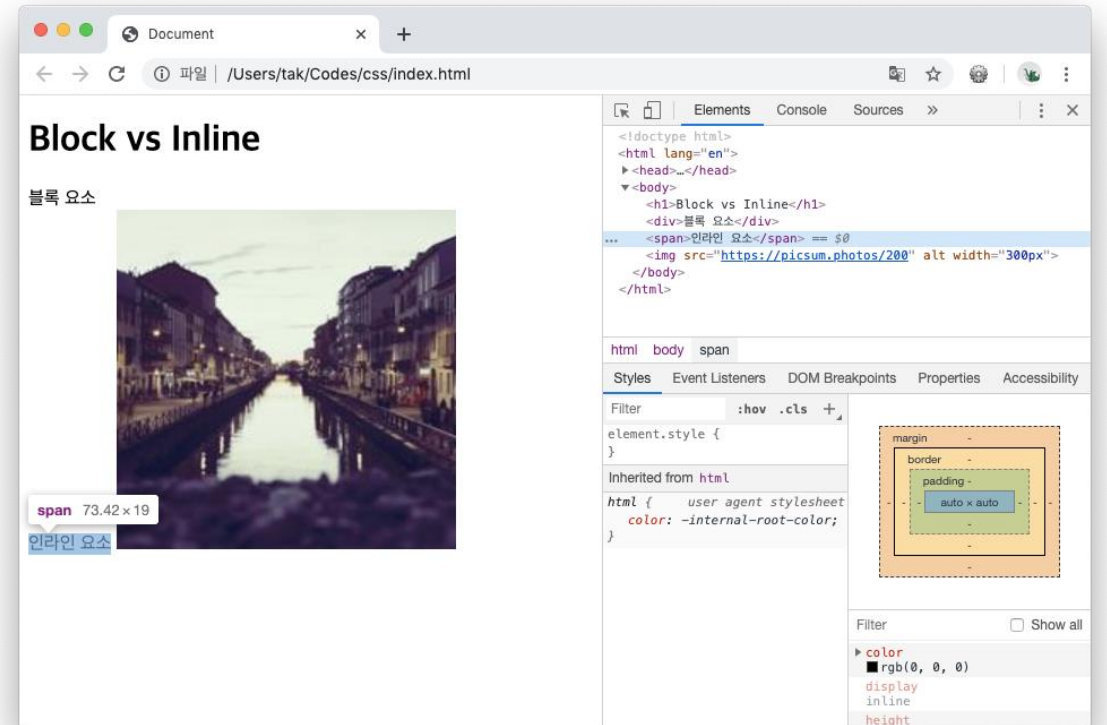 Document
파일 /Users/tak/Codes/css/index.html
Block vs Inline
블록 요소
span 73.42 × 19
인라인 요소
Elements Console Sources »
<!doctype html>
<html lang="en">
▶<head>…</head>
▼<body>
<h1>Block vs Inline</h1>
<div>블록 요소</div>
... <span>인라인 요소</span> == $0
<img src="https://picsum.photos/200" alt width="300px">
</body>
</html>
html body span
Styles Event Listeners DOM Breakpoints Properties Accessibility
Filter :hov .cls +
element.style {
}
Inherited from html
html { user agent stylesheet
color: -internal-root-color;
}
margin -
border -
padding -
- - - auto × auto - - -
-
-
-
Filter Show all
▶ color
rgb(0, 0, 0)
display
inline
height